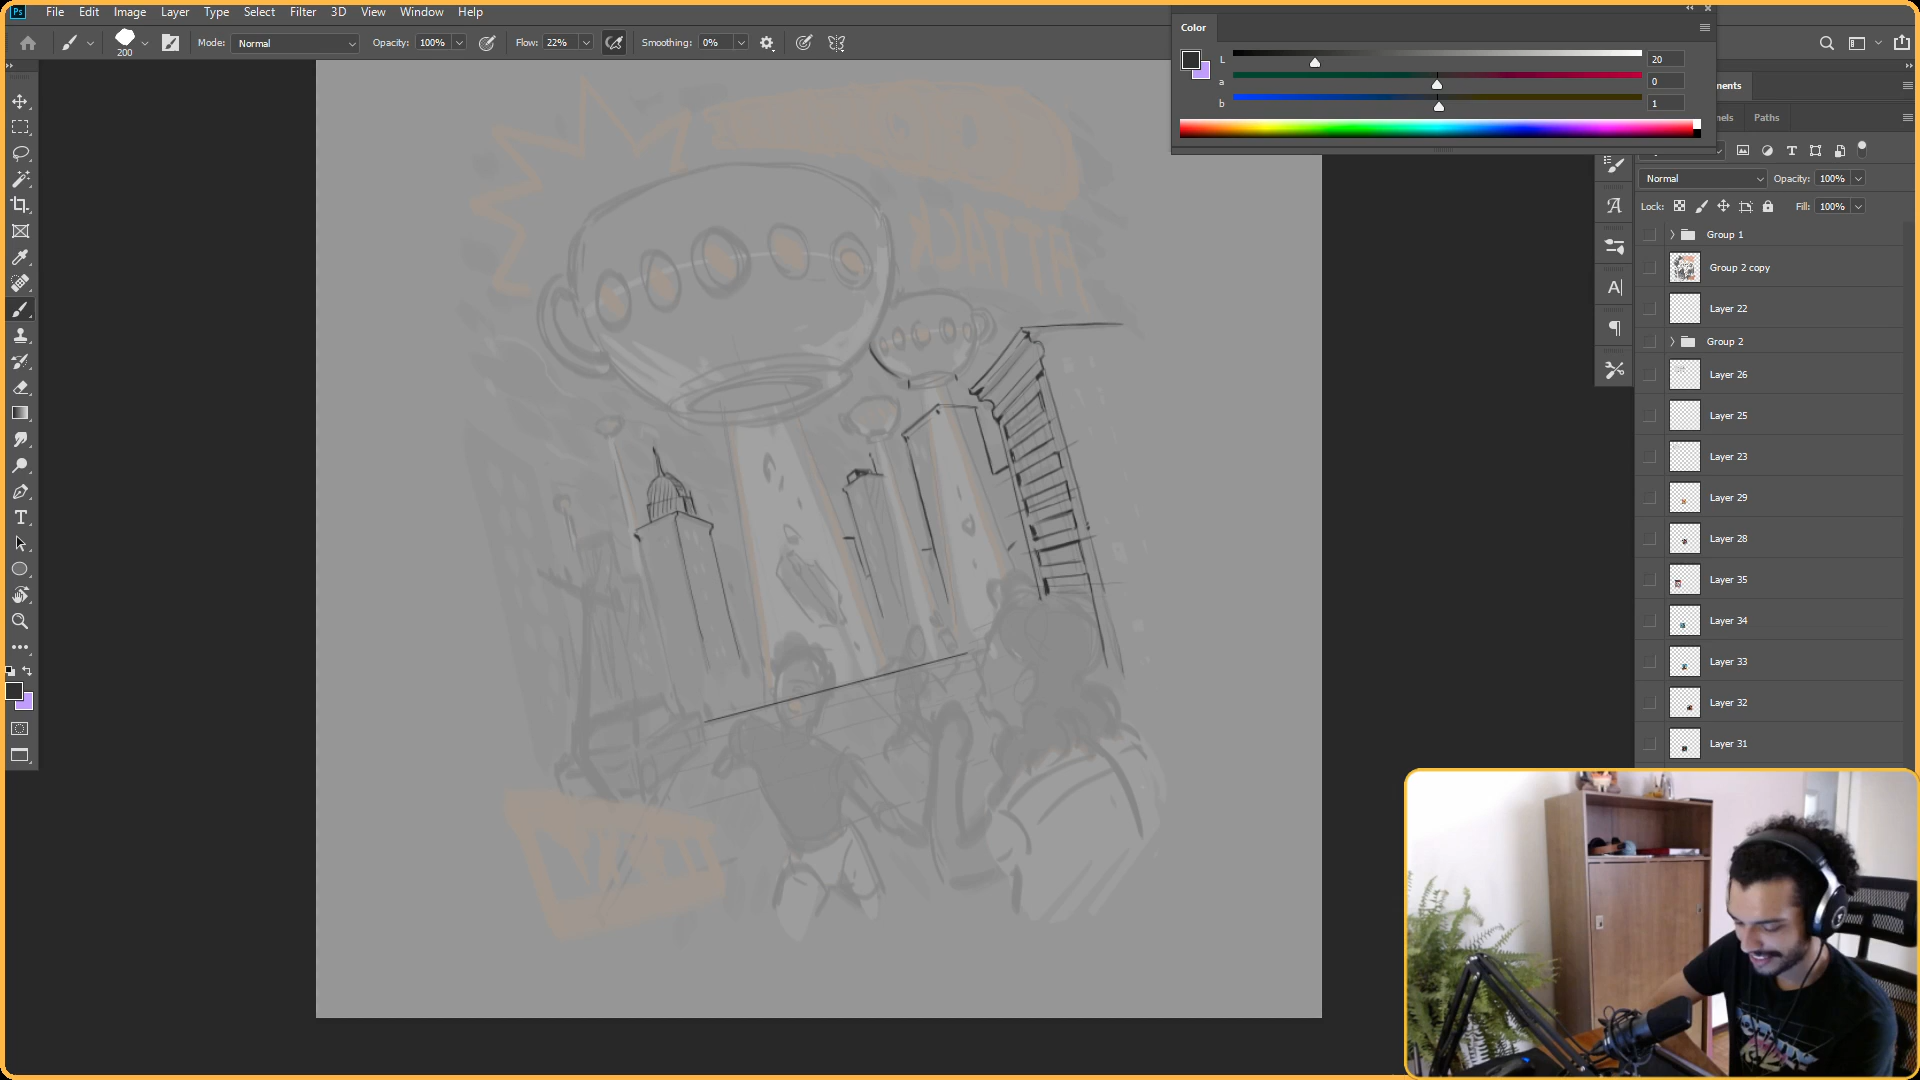 Ps File Edit Image Layer Type Select Filter 3D View Window Help
200 Mode: Normal Opacity: 100% Flow: 22% Smoothing: 0%
Color
L 20
a 0
b 1
nents
nels Paths
Normal Opacity: 100%
Lock: Fill: 100%
Group 1
Group 2 copy
Layer 22
Group 2
Layer 26
Layer 25
Layer 23
Layer 29
Layer 28
Layer 35
Layer 34
Layer 33
Layer 32
Layer 31